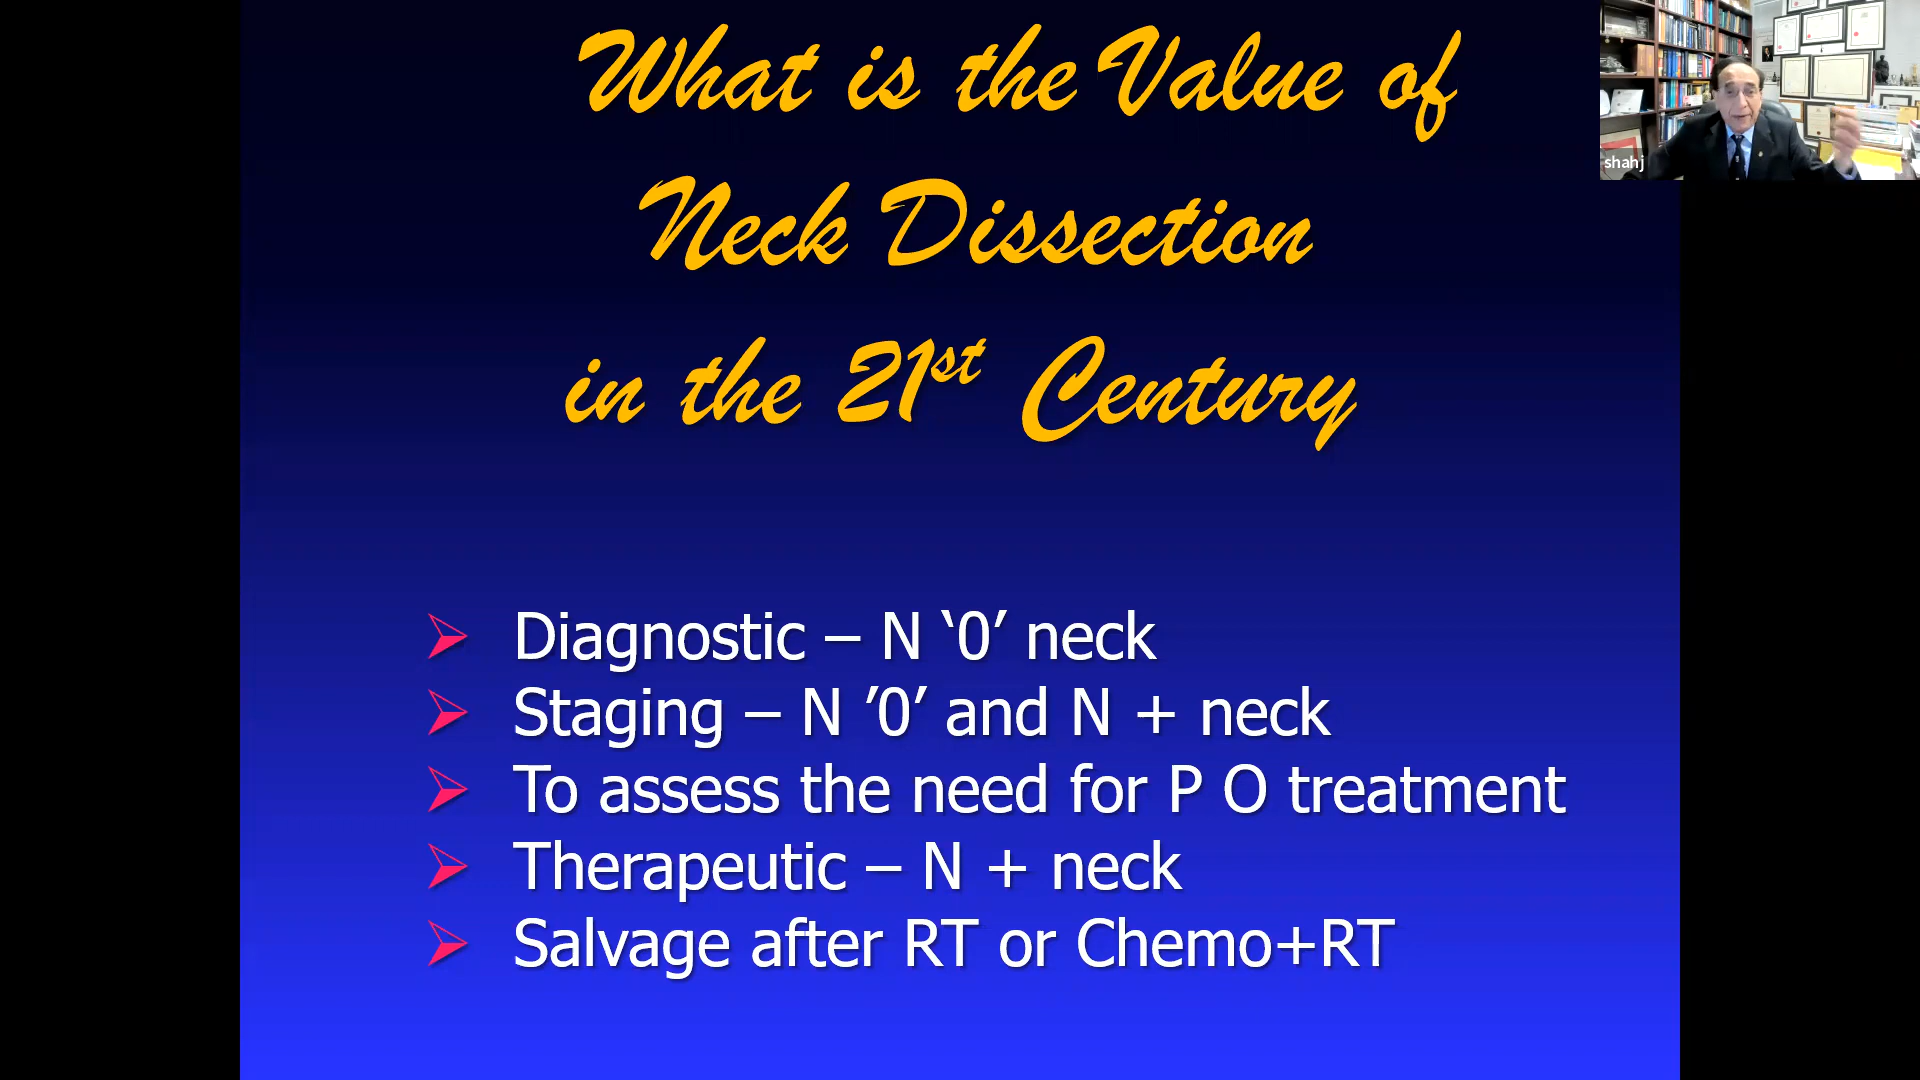 What is the Value of
Neck Dissection
in the 21st Century
shahj
Diagnostic – N ‘0’ neck
Staging – N ’0’ and N + neck
To assess the need for P O treatment
Therapeutic – N + neck
Salvage after RT or Chemo+RT